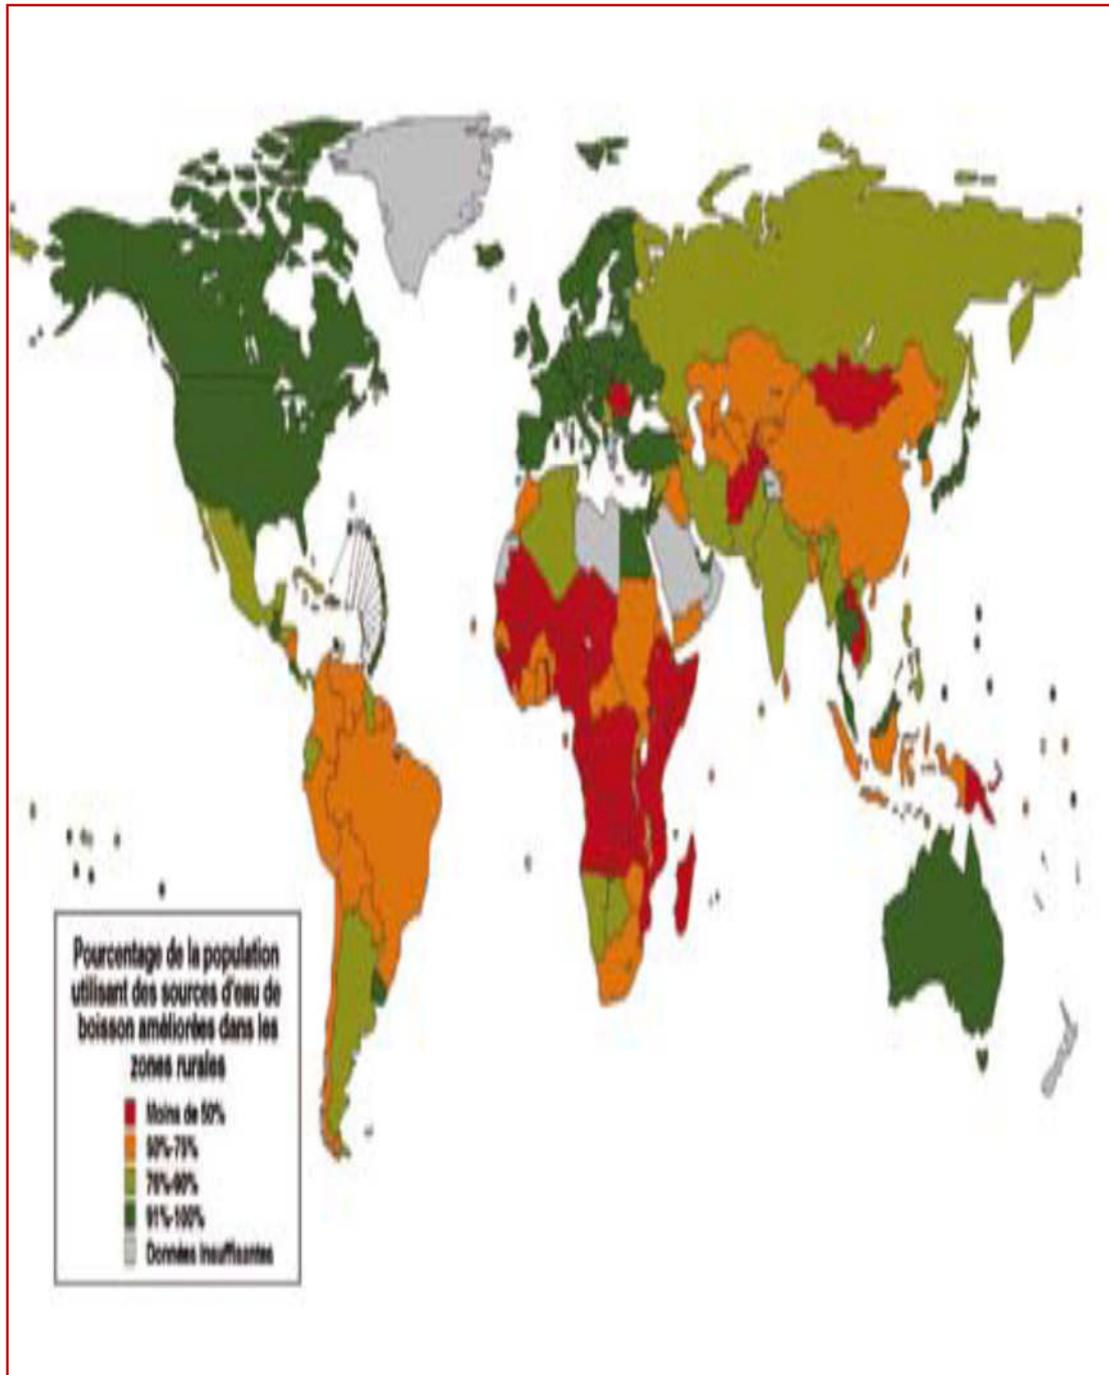 Pourcentage de la population
utilisant des sources d'eau de
boisson améliorées dans les
zones rurales
Moins de 50%
50%-75%
76%-90%
91%-100%
Données insuffisantes